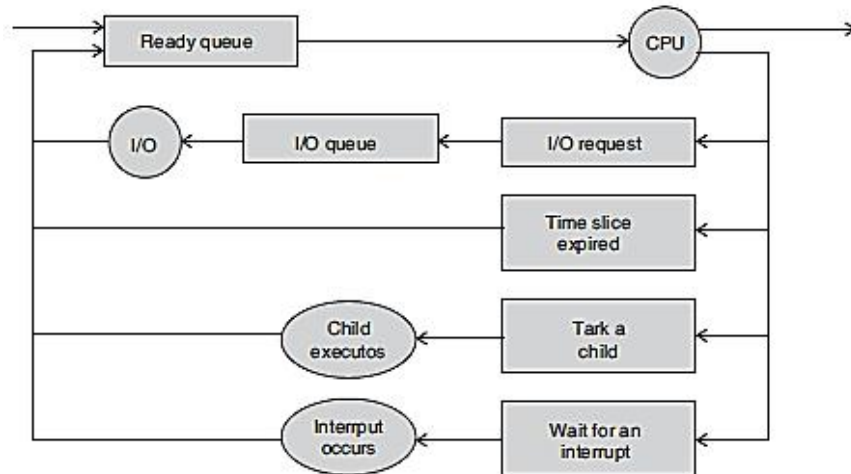 Ready queue
CPU
I/O
I/O queue
I/O request
Time slice
expired
Child
executos
Tark a
child
Interrput
occurs
Wait for an
interrupt